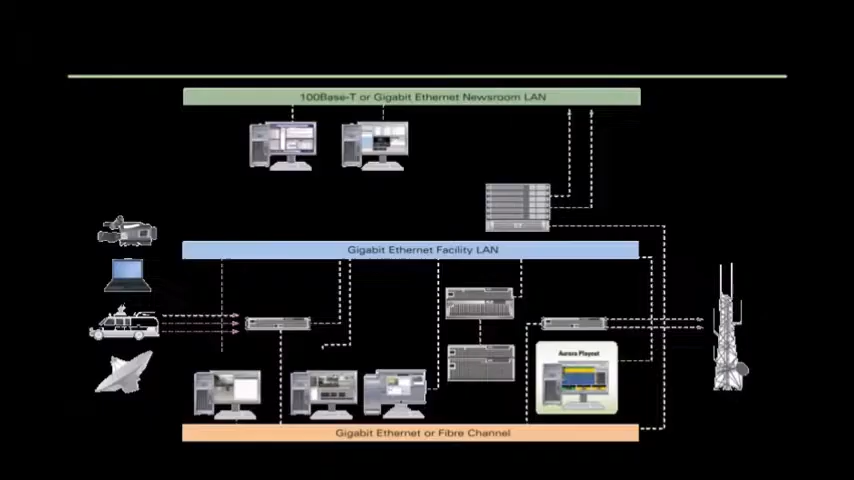 100Base-T or Gigabit Ethernet Newsroom LAN
Gigabit Ethernet Facility LAN
Aurora Playout
Gigabit Ethernet or Fibre Channel